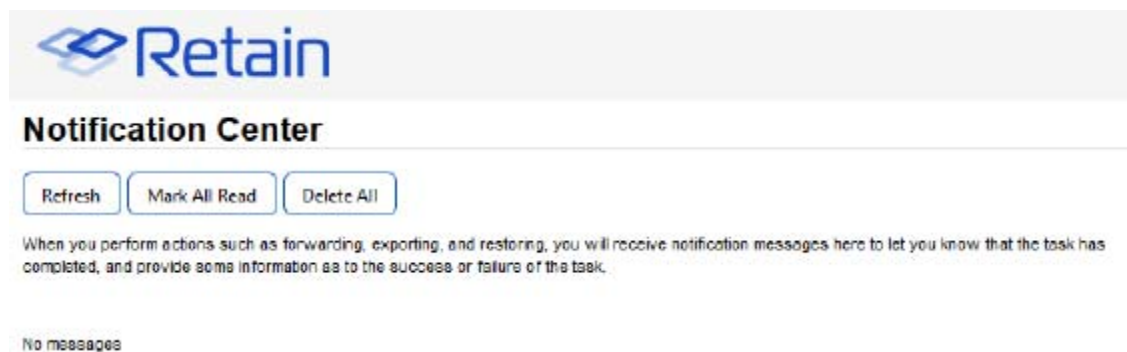 Retain
Notification Center
Refresh Mark All Read Delete All
When you perform actions such as forwarding, exporting, and restoring, you will receive notification messages here to let you know that the task has
completed, and provide some information as to the success or failure of the task.
No messages